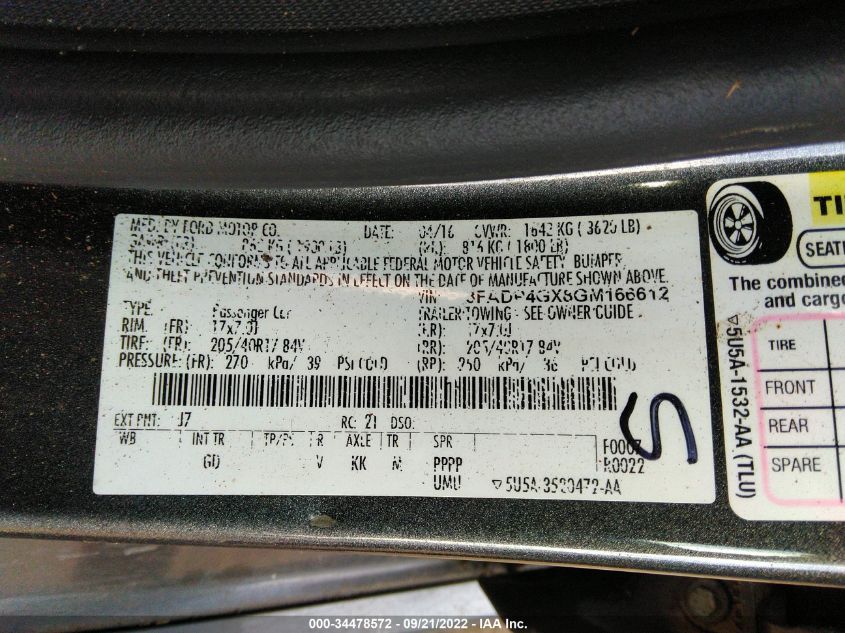 MFD. BY FORD MOTOR CO. DATE: 04/16 GVWR: 1642 KG ( 3620 LB)
816 KG ( 1800 LB)
THIS VEHICLE CONFORMS TO ALL APPLICABLE FEDERAL MOTOR VEHICLE SAFETY, BUMPER,
AND THEFT PREVENTION STANDARDS IN EFFECT ON THE DATE OF MANUFACTURE SHOWN ABOVE.
VIN: 3FADP4GX8GM166612
TYPE: Passenger Car TRAILER TOWING - SEE OWNER GUIDE
RIM: (FR) 17x7.0J (RR) 17x7.0J
TIRE: (FR) 205/40R17 84V (RR) 205/40R17 84V
PRESSURE: (FR) 270 kPa/ 39 PSI COLD (RR) 250 kPa/ 36 PSI COLD
EXT PNT: J7 RC: 21 DSO:
WB INT TR TP/PS R AXLE TR SPR F0007
GD V KK M PPPP R0022
UMU ▽5U5A-3520472-AA
S
TI
SEATI
The combined
and cargo
TIRE
FRONT
REAR
SPARE
▽5U5A-1532-AA (TLU)
000-34478572 - 09/21/2022 - IAA Inc.